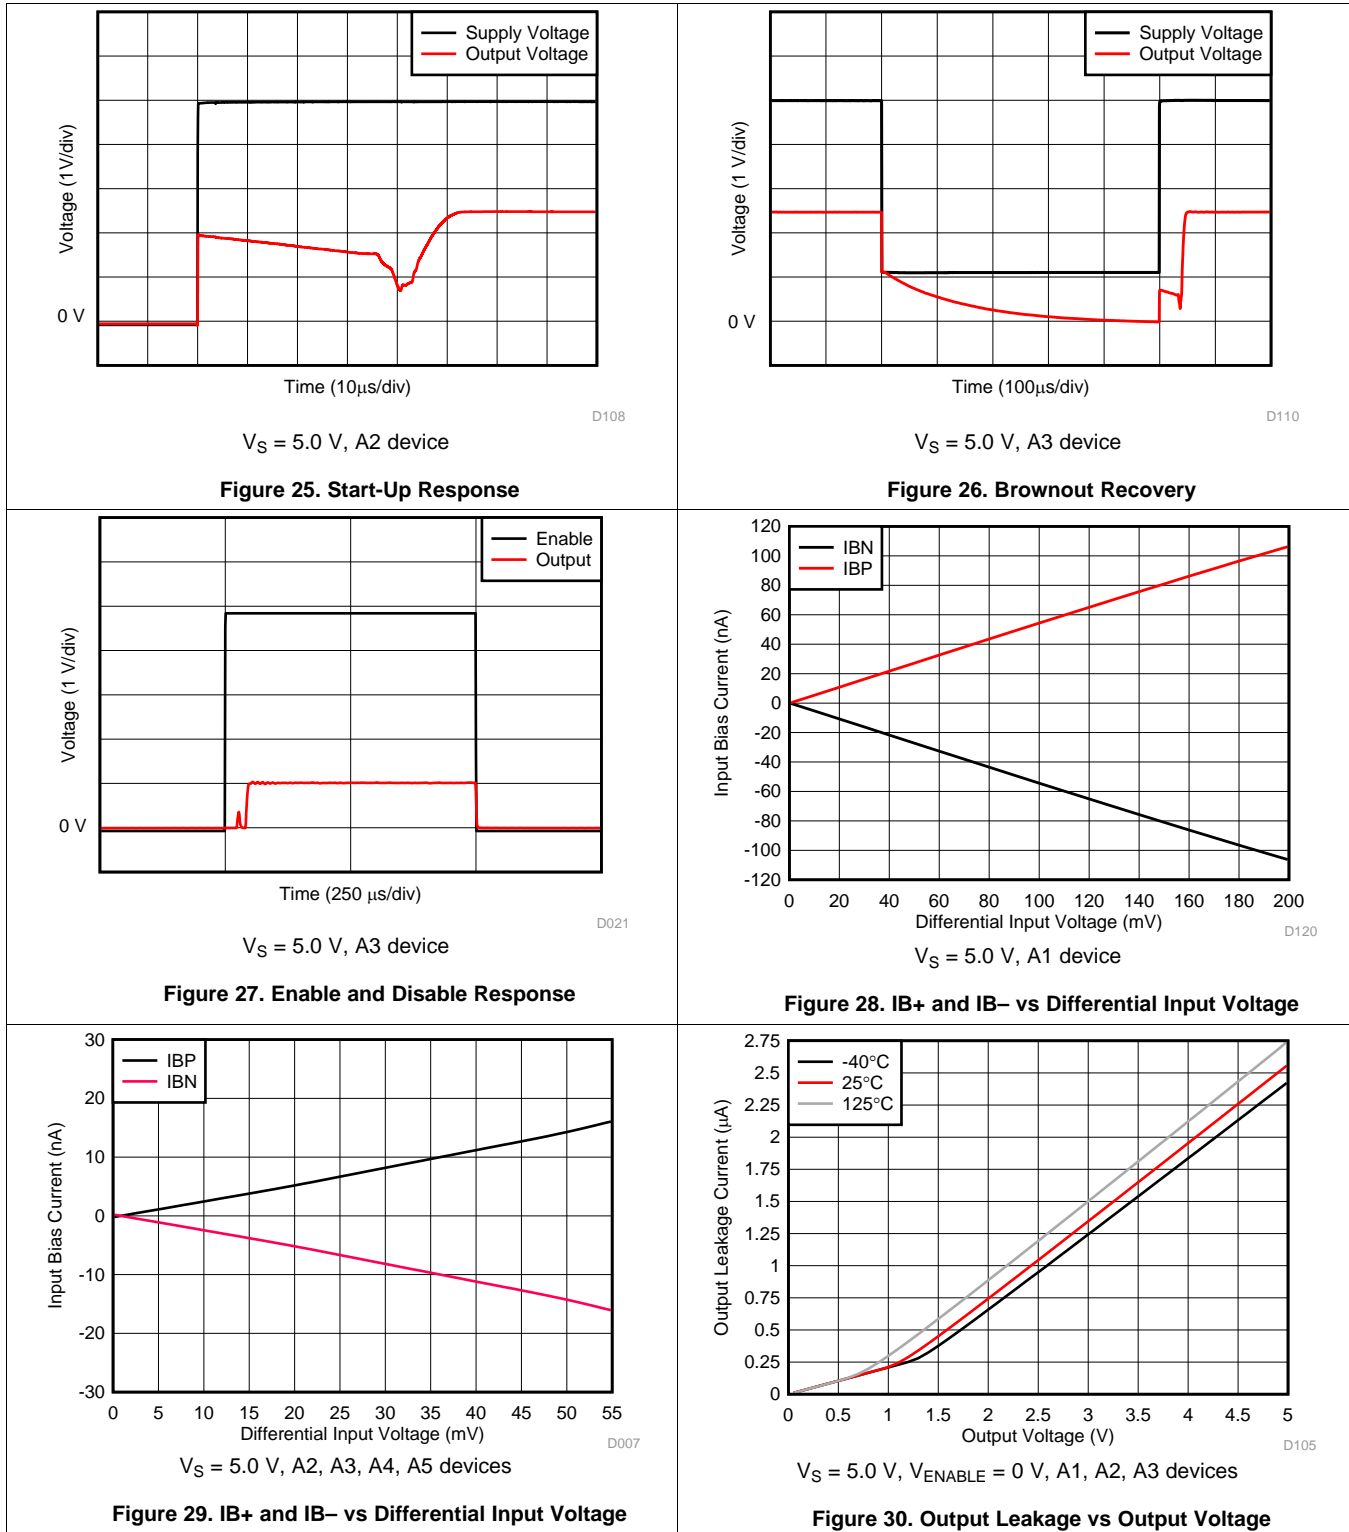 Supply Voltage
Output Voltage
Voltage (1 V/div)
0 V
Time (10μs/div)
D108
VS = 5.0 V, A2 device
Figure 25. Start-Up Response
Supply Voltage
Output Voltage
Voltage (1 V/div)
0 V
Time (100μs/div)
D110
VS = 5.0 V, A3 device
Figure 26. Brownout Recovery
Enable
Output
Voltage (1 V/div)
0 V
Time (250 μs/div)
D021
VS = 5.0 V, A3 device
Figure 27. Enable and Disable Response
IBN
IBP
Input Bias Current (nA)
120
100
80
60
40
20
0
-20
-40
-60
-80
-100
-120
0 20 40 60 80 100 120 140 160 180 200
Differential Input Voltage (mV)
D120
VS = 5.0 V, A1 device
Figure 28. IB+ and IB– vs Differential Input Voltage
IBP
IBN
Input Bias Current (nA)
30
20
10
0
-10
-20
-30
0 5 10 15 20 25 30 35 40 45 50 55
Differential Input Voltage (mV)
D007
VS = 5.0 V, A2, A3, A4, A5 devices
Figure 29. IB+ and IB– vs Differential Input Voltage
-40°C
25°C
125°C
Output Leakage Current (μA)
2.75
2.5
2.25
2
1.75
1.5
1.25
1
0.75
0.5
0.25
0
0 0.5 1 1.5 2 2.5 3 3.5 4 4.5 5
Output Voltage (V)
D105
VS = 5.0 V, VENABLE = 0 V, A1, A2, A3 devices
Figure 30. Output Leakage vs Output Voltage